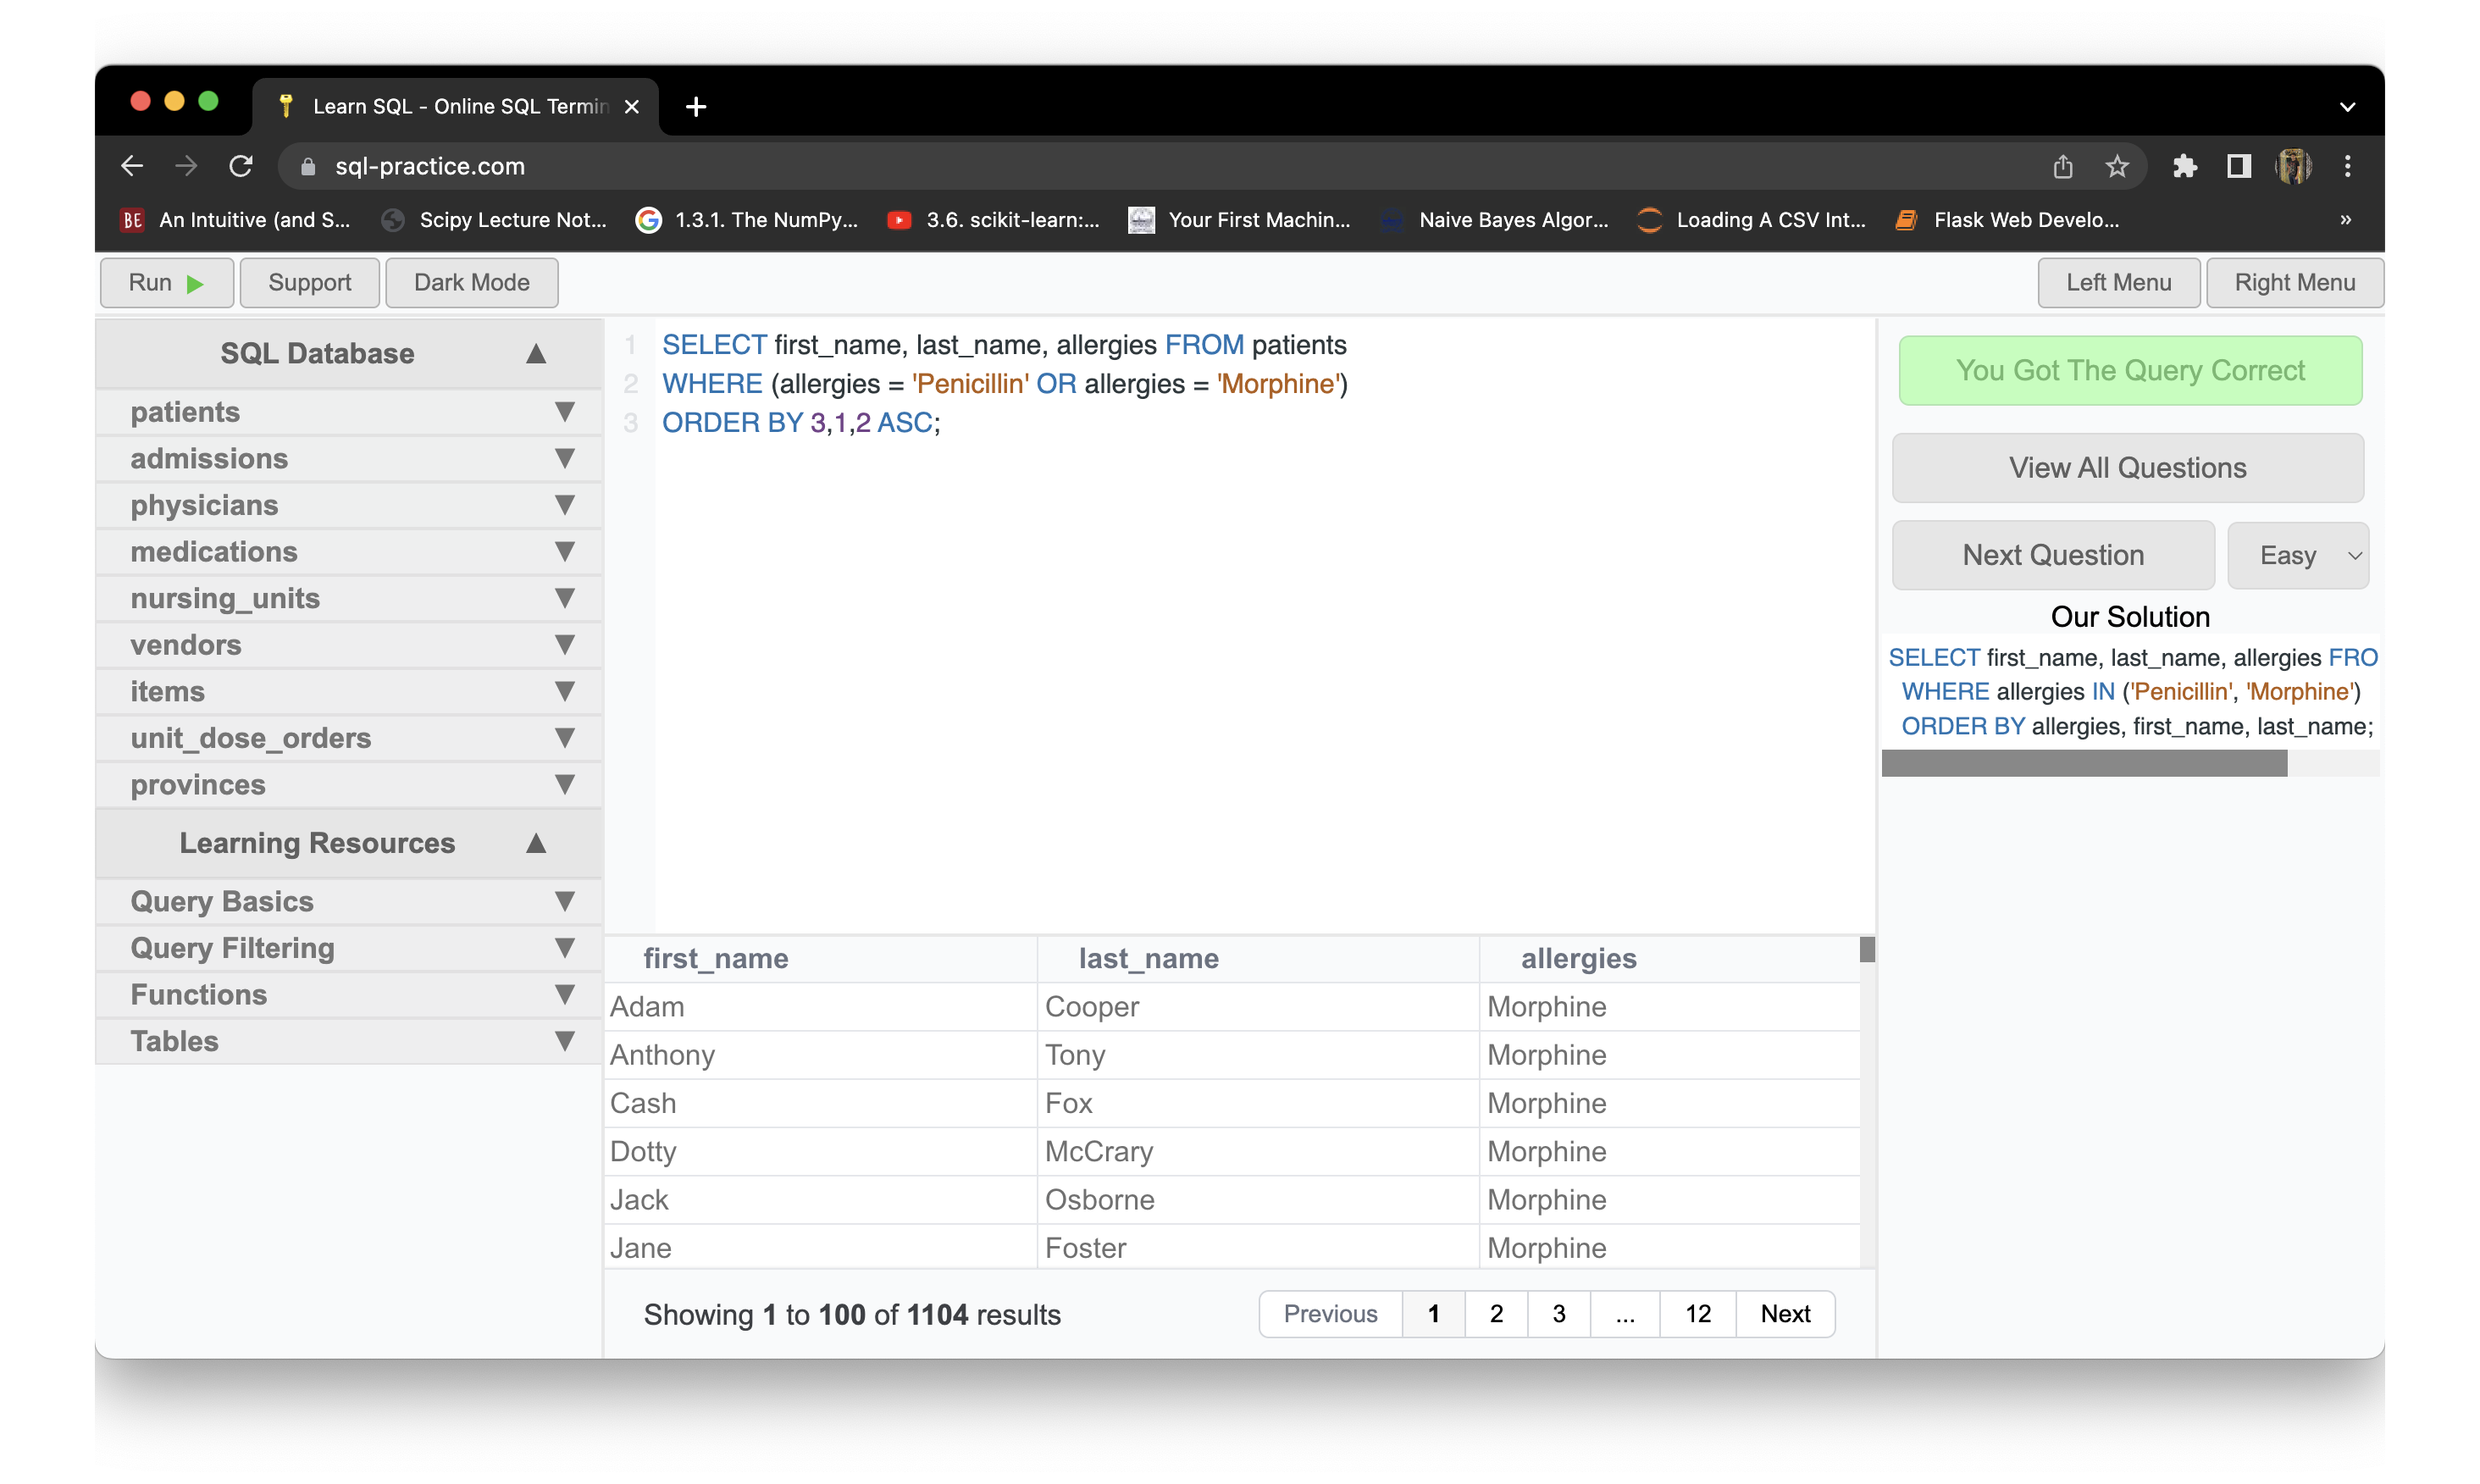 Learn SQL - Online SQL Termin
sql-practice.com
BE An Intuitive (and S... Scipy Lecture Not... 1.3.1. The NumPy... 3.6. scikit-learn:... Your First Machin... Naive Bayes Algor... Loading A CSV Int... Flask Web Develo... »
Run Support Dark Mode Left Menu Right Menu
SQL Database
patients
admissions
physicians
medications
nursing_units
vendors
items
unit_dose_orders
provinces
Learning Resources
Query Basics
Query Filtering
Functions
Tables
1 SELECT first_name, last_name, allergies FROM patients
2 WHERE (allergies = 'Penicillin' OR allergies = 'Morphine')
3 ORDER BY 3,1,2 ASC;
first_name last_name allergies
Adam Cooper Morphine
Anthony Tony Morphine
Cash Fox Morphine
Dotty McCrary Morphine
Jack Osborne Morphine
Jane Foster Morphine
Showing 1 to 100 of 1104 results
Previous 1 2 3 ... 12 Next
You Got The Query Correct
View All Questions
Next Question Easy
Our Solution
SELECT first_name, last_name, allergies FRO
WHERE allergies IN ('Penicillin', 'Morphine')
ORDER BY allergies, first_name, last_name;